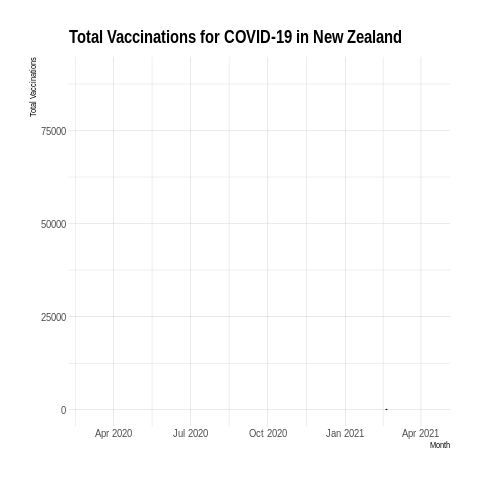 Total Vaccinations for COVID-19 in New Zealand
Total Vaccinations
75000
50000
25000
0
Apr 2020 Jul 2020 Oct 2020 Jan 2021 Apr 2021
Month